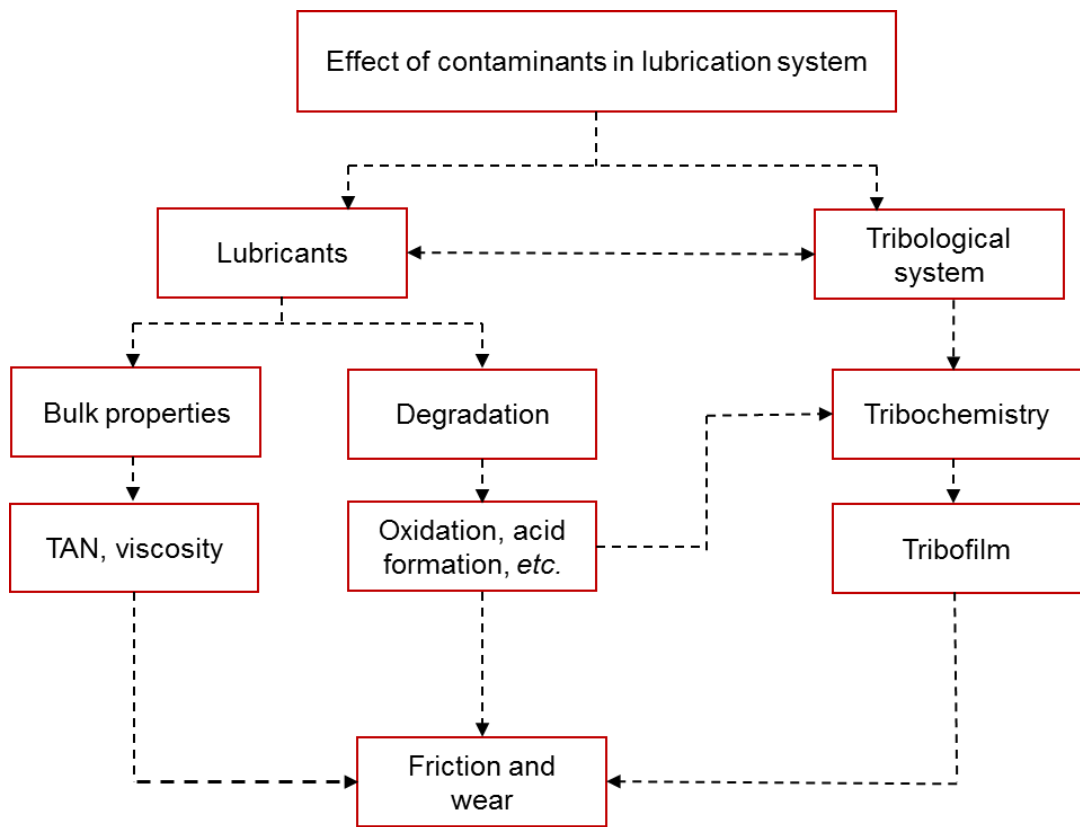 Effect of contaminants in lubrication system
Lubricants
Tribological
system
Bulk properties
Degradation
Tribochemistry
TAN, viscosity
Oxidation, acid
formation, etc.
Tribofilm
Friction and
wear